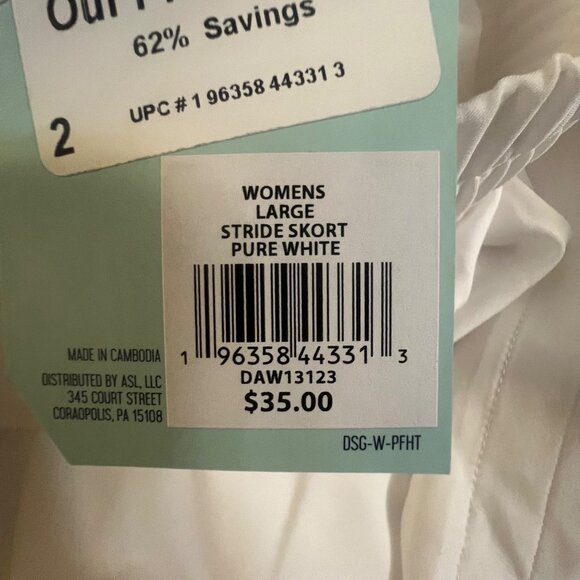 Our
62% Savings
UPC # 1 96358 44331 3
2
WOMENS
LARGE
STRIDE SKORT
PURE WHITE
1 96358 44331 3
DAW13123
$35.00
MADE IN CAMBODIA
DISTRIBUTED BY ASL, LLC
345 COURT STREET
CORAOPOLIS, PA 15108
DSG-W-PFHT